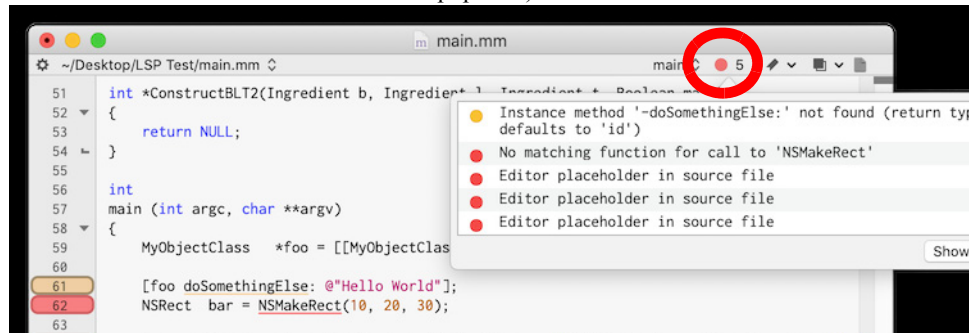 main.mm
~/Desktop/LSP Test/main.mm main 5
51 int *ConstructBLT2(Ingredient b, Ingredient l, Ingredient t, Boolean ma
52 {
53 return NULL;
54 }
55
56 int
57 main (int argc, char **argv)
58 {
59 MyObjectClass *foo = [[MyObjectClas
60
61 [foo doSomethingElse: @"Hello World"];
62 NSRect bar = NSMakeRect(10, 20, 30);
63
Instance method '-doSomethingElse:' not found (return typ
defaults to 'id')
No matching function for call to 'NSMakeRect'
Editor placeholder in source file
Editor placeholder in source file
Editor placeholder in source file
Show